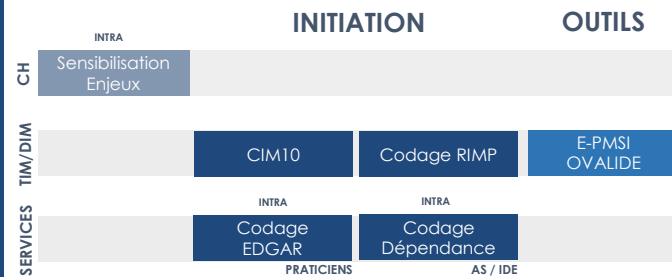 INITIATION
OUTILS
INTRA
CH
Sensibilisation
Enjeux
TIM/DIM
CIM10
Codage RIMP
E-PMSI
OVALIDE
SERVICES
INTRA
INTRA
Codage
EDGAR
Codage
Dépendance
PRATICIENS
AS / IDE